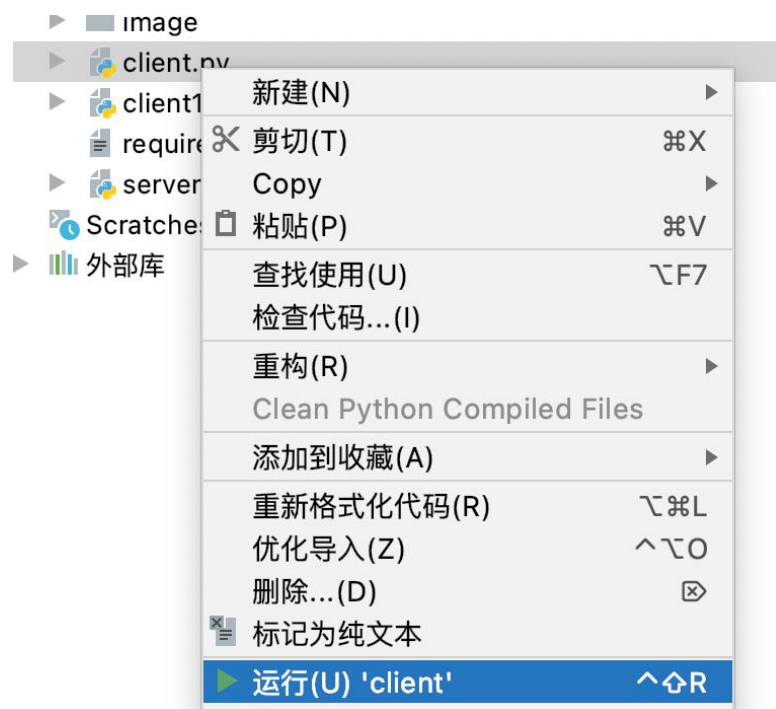 image
client.py
client1
新建(N)
require
剪切(T) ⌘X
server
Copy
Scratches
粘贴(P) ⌘V
外部库
查找使用(U) ⌥F7
检查代码...(I)
重构(R)
Clean Python Compiled Files
添加到收藏(A)
重新格式化代码(R) ⌥⌘L
优化导入(Z) ^⌥O
删除...(D) ⌦
标记为纯文本
运行(U) 'client' ^⇧R